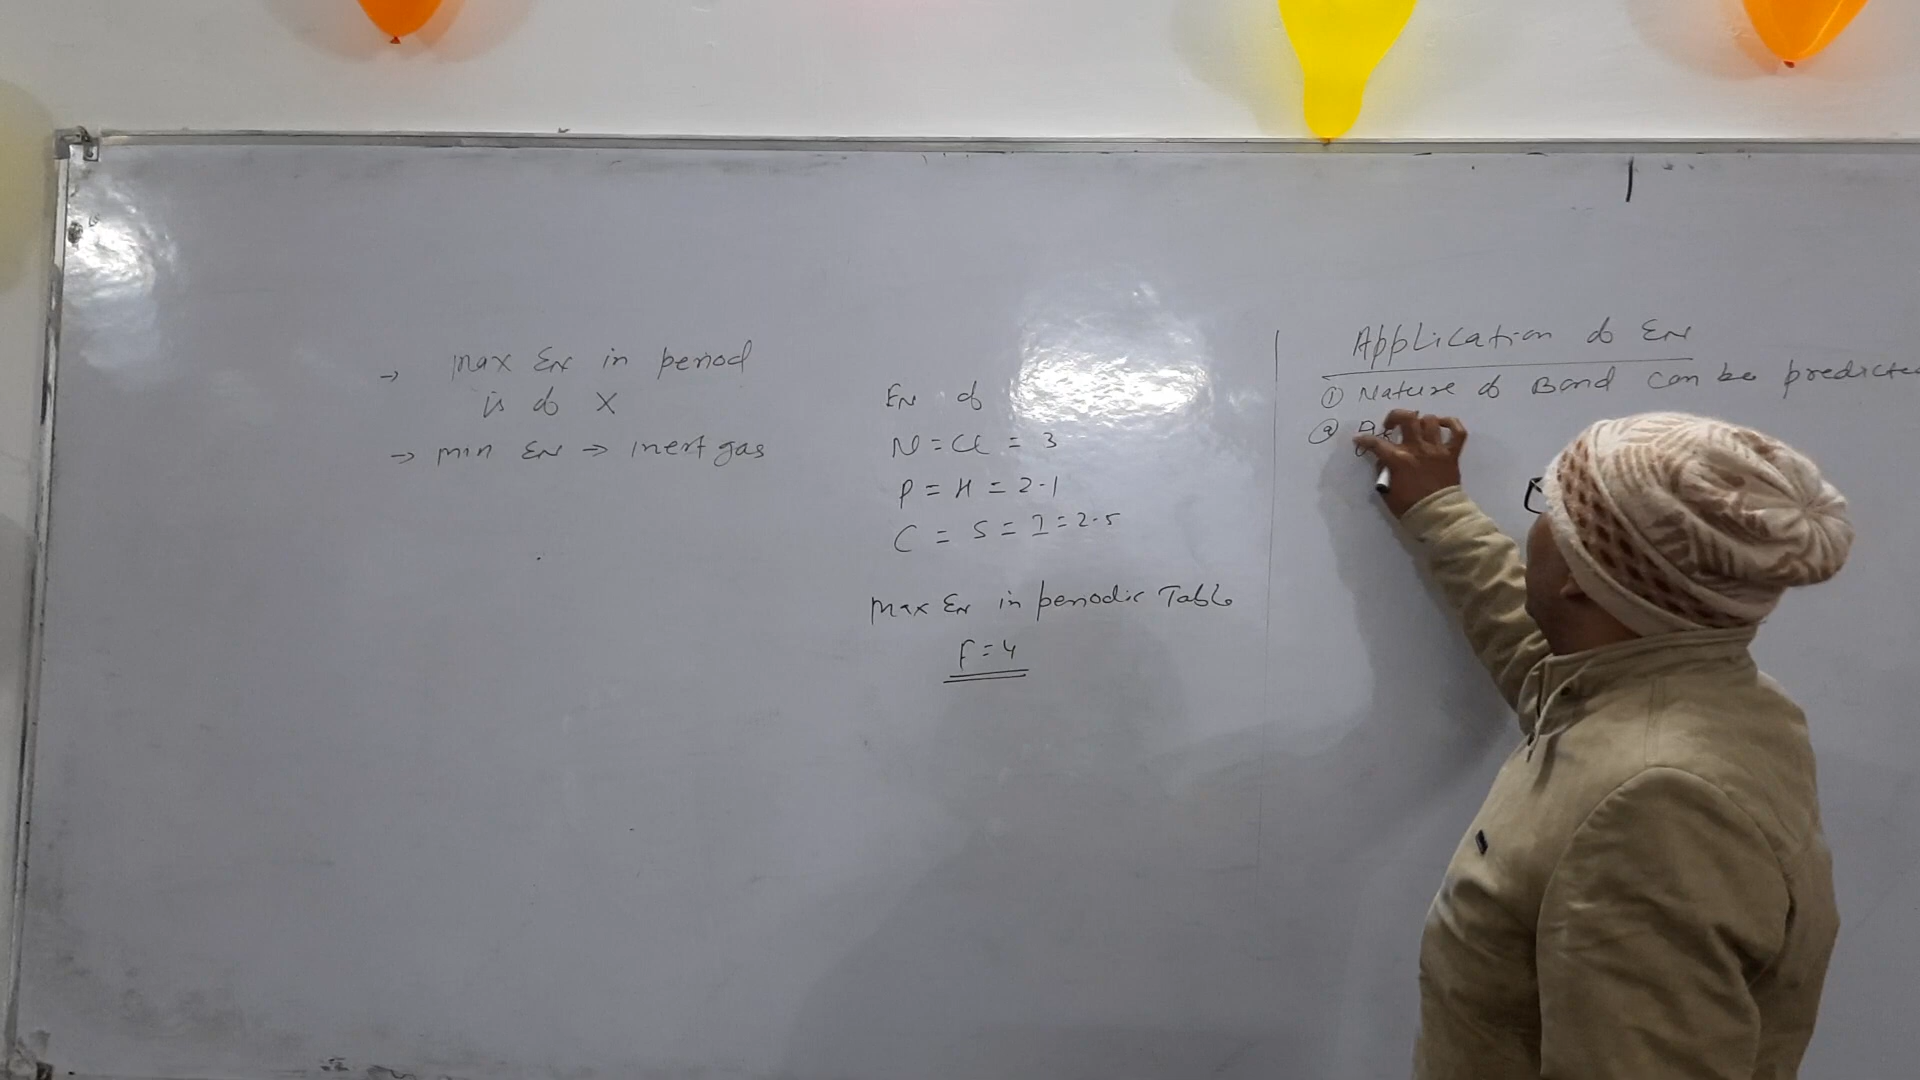 → max EN in period
is of X
→ min EN → inert gas
EN of
N = Cl = 3
P = H = 2.1
C = S = I = 2.5
max EN in periodic Table
F = 4
Application of EN
① Nature of Bond can be predicted
②